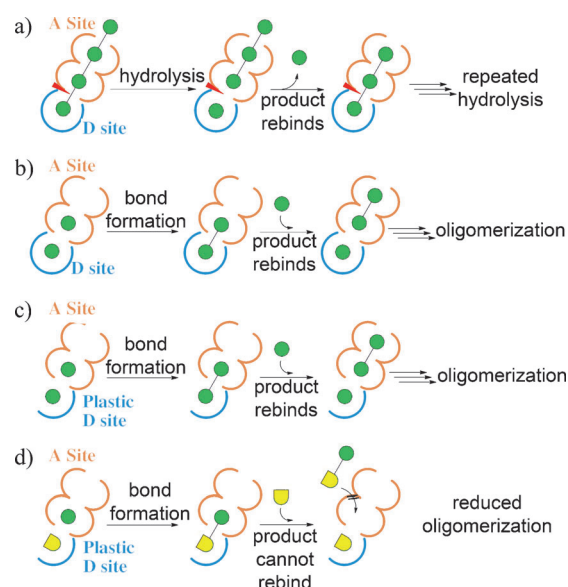 a)
A Site
hydrolysis
D site
product
rebinds
repeated
hydrolysis
b)
A Site
bond
formation
D site
product
rebinds
oligomerization
c)
A Site
bond
formation
Plastic
D site
product
rebinds
oligomerization
d)
A Site
bond
formation
Plastic
D site
product
cannot
rebind
reduced
oligomerization